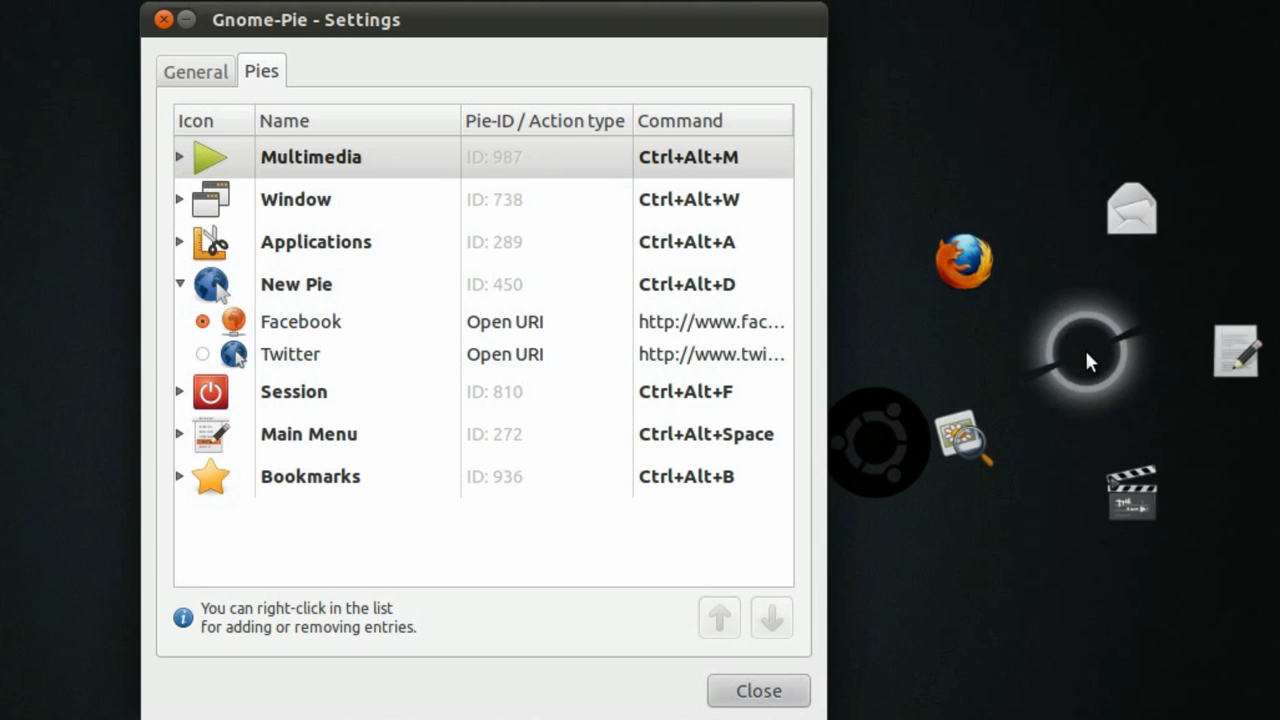 Gnome-Pie - Settings
General Pies
Icon Name Pie-ID / Action type Command
Multimedia ID: 987 Ctrl+Alt+M
Window ID: 738 Ctrl+Alt+W
Applications ID: 289 Ctrl+Alt+A
New Pie ID: 450 Ctrl+Alt+D
Facebook Open URI http://www.fac...
Twitter Open URI http://www.twi...
Session ID: 810 Ctrl+Alt+F
Main Menu ID: 272 Ctrl+Alt+Space
Bookmarks ID: 936 Ctrl+Alt+B
You can right-click in the list
for adding or removing entries.
Close